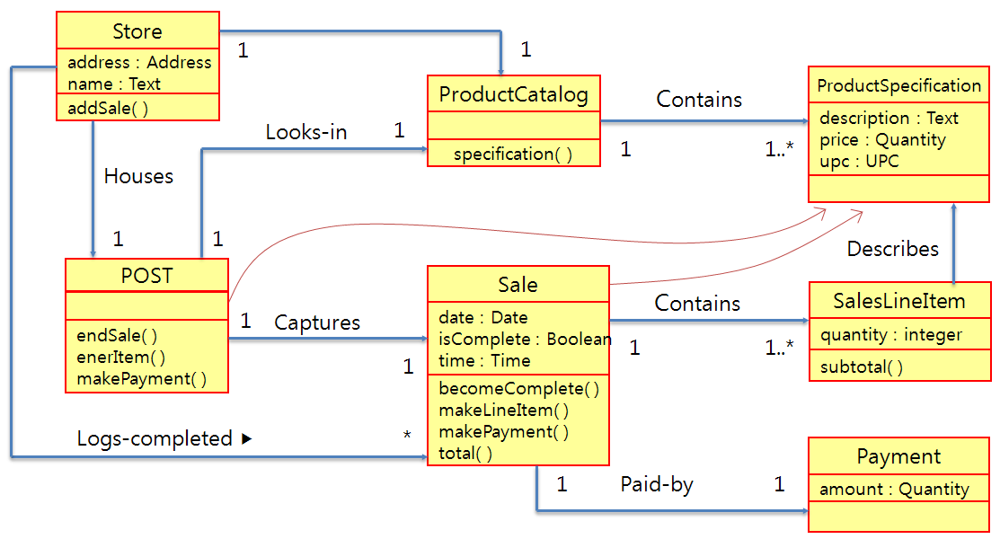 Store
address : Address
name : Text
addSale( )
1
1
ProductCatalog
specification( )
Contains
1
1..*
ProductSpecification
description : Text
price : Quantity
upc : UPC
Looks-in
1
1
Houses
1
POST
endSale( )
enerItem( )
makePayment( )
1
Captures
1
Sale
date : Date
isComplete : Boolean
time : Time
becomeComplete( )
makeLineItem( )
makePayment( )
total( )
Contains
1
1..*
Describes
SalesLineItem
quantity : integer
subtotal( )
Logs-completed ▶
*
1
Paid-by
1
Payment
amount : Quantity